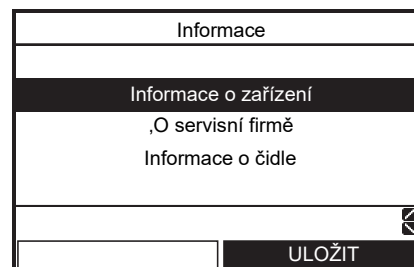 Informace
Informace o zařízení
,O servisní firmě
Informace o čidle
ULOŽIT